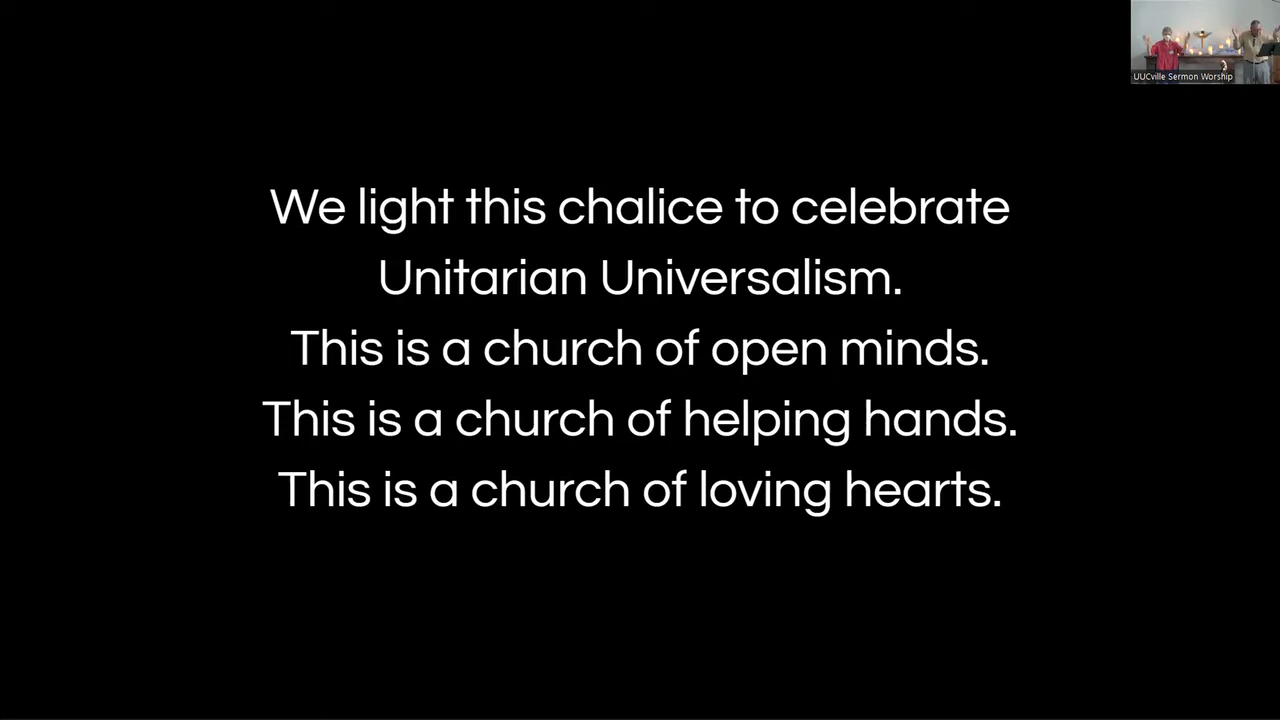 UUCville Sermon Worship
We light this chalice to celebrate
Unitarian Universalism.
This is a church of open minds.
This is a church of helping hands.
This is a church of loving hearts.